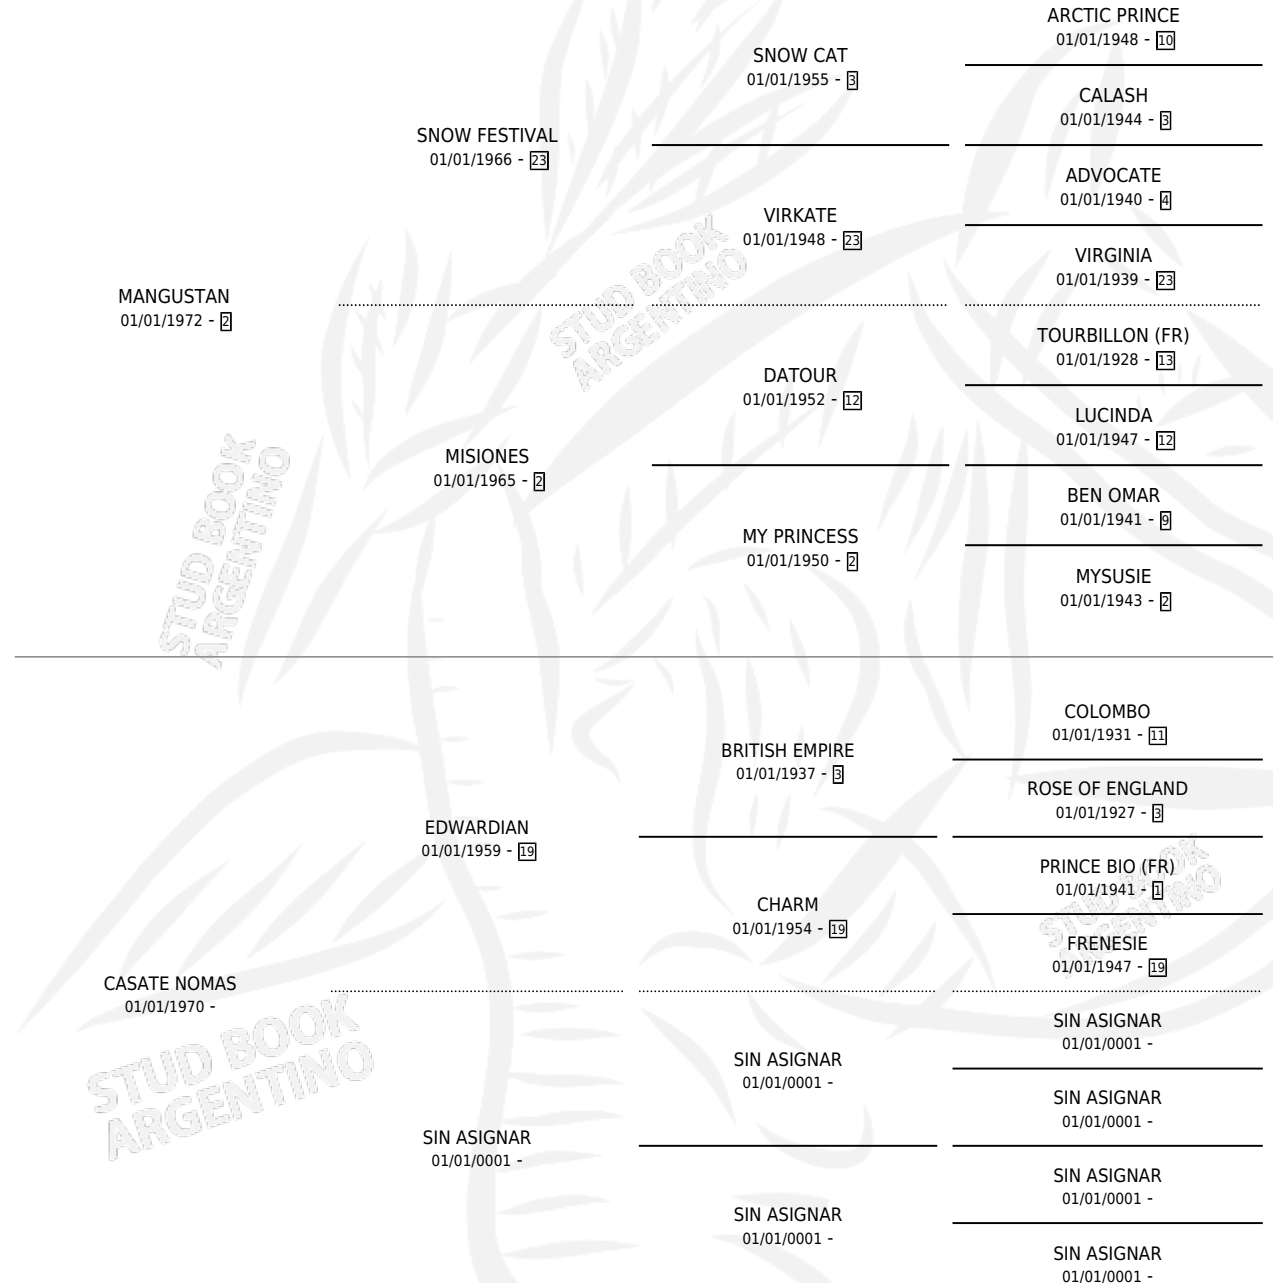 ARCTIC PRINCE
01/01/1948 - 10
SNOW CAT
01/01/1955 - 3
CALASH
01/01/1944 - 3
SNOW FESTIVAL
01/01/1966 - 23
ADVOCATE
01/01/1940 - 4
VIRKATE
01/01/1948 - 23
VIRGINIA
01/01/1939 - 23
MANGUSTAN
01/01/1972 - 2
TOURBILLON (FR)
01/01/1928 - 13
DATOUR
01/01/1952 - 12
LUCINDA
01/01/1947 - 12
MISIONES
01/01/1965 - 2
BEN OMAR
01/01/1941 - 9
MY PRINCESS
01/01/1950 - 2
MYSUSIE
01/01/1943 - 2
COLOMBO
01/01/1931 - 11
BRITISH EMPIRE
01/01/1937 - 3
ROSE OF ENGLAND
01/01/1927 - 3
EDWARDIAN
01/01/1959 - 19
PRINCE BIO (FR)
01/01/1941 - 1
CHARM
01/01/1954 - 19
FRENESIE
01/01/1947 - 19
CASATE NOMAS
01/01/1970 -
SIN ASIGNAR
01/01/0001 -
SIN ASIGNAR
01/01/0001 -
SIN ASIGNAR
01/01/0001 -
SIN ASIGNAR
01/01/0001 -
SIN ASIGNAR
01/01/0001 -
SIN ASIGNAR
01/01/0001 -
SIN ASIGNAR
01/01/0001 -
STUD BOOK
ARGENTINO
STUD BOOK
ARGENTINO
STUD BOOK
ARGENTINO
STUD BOOK
ARGENTINO